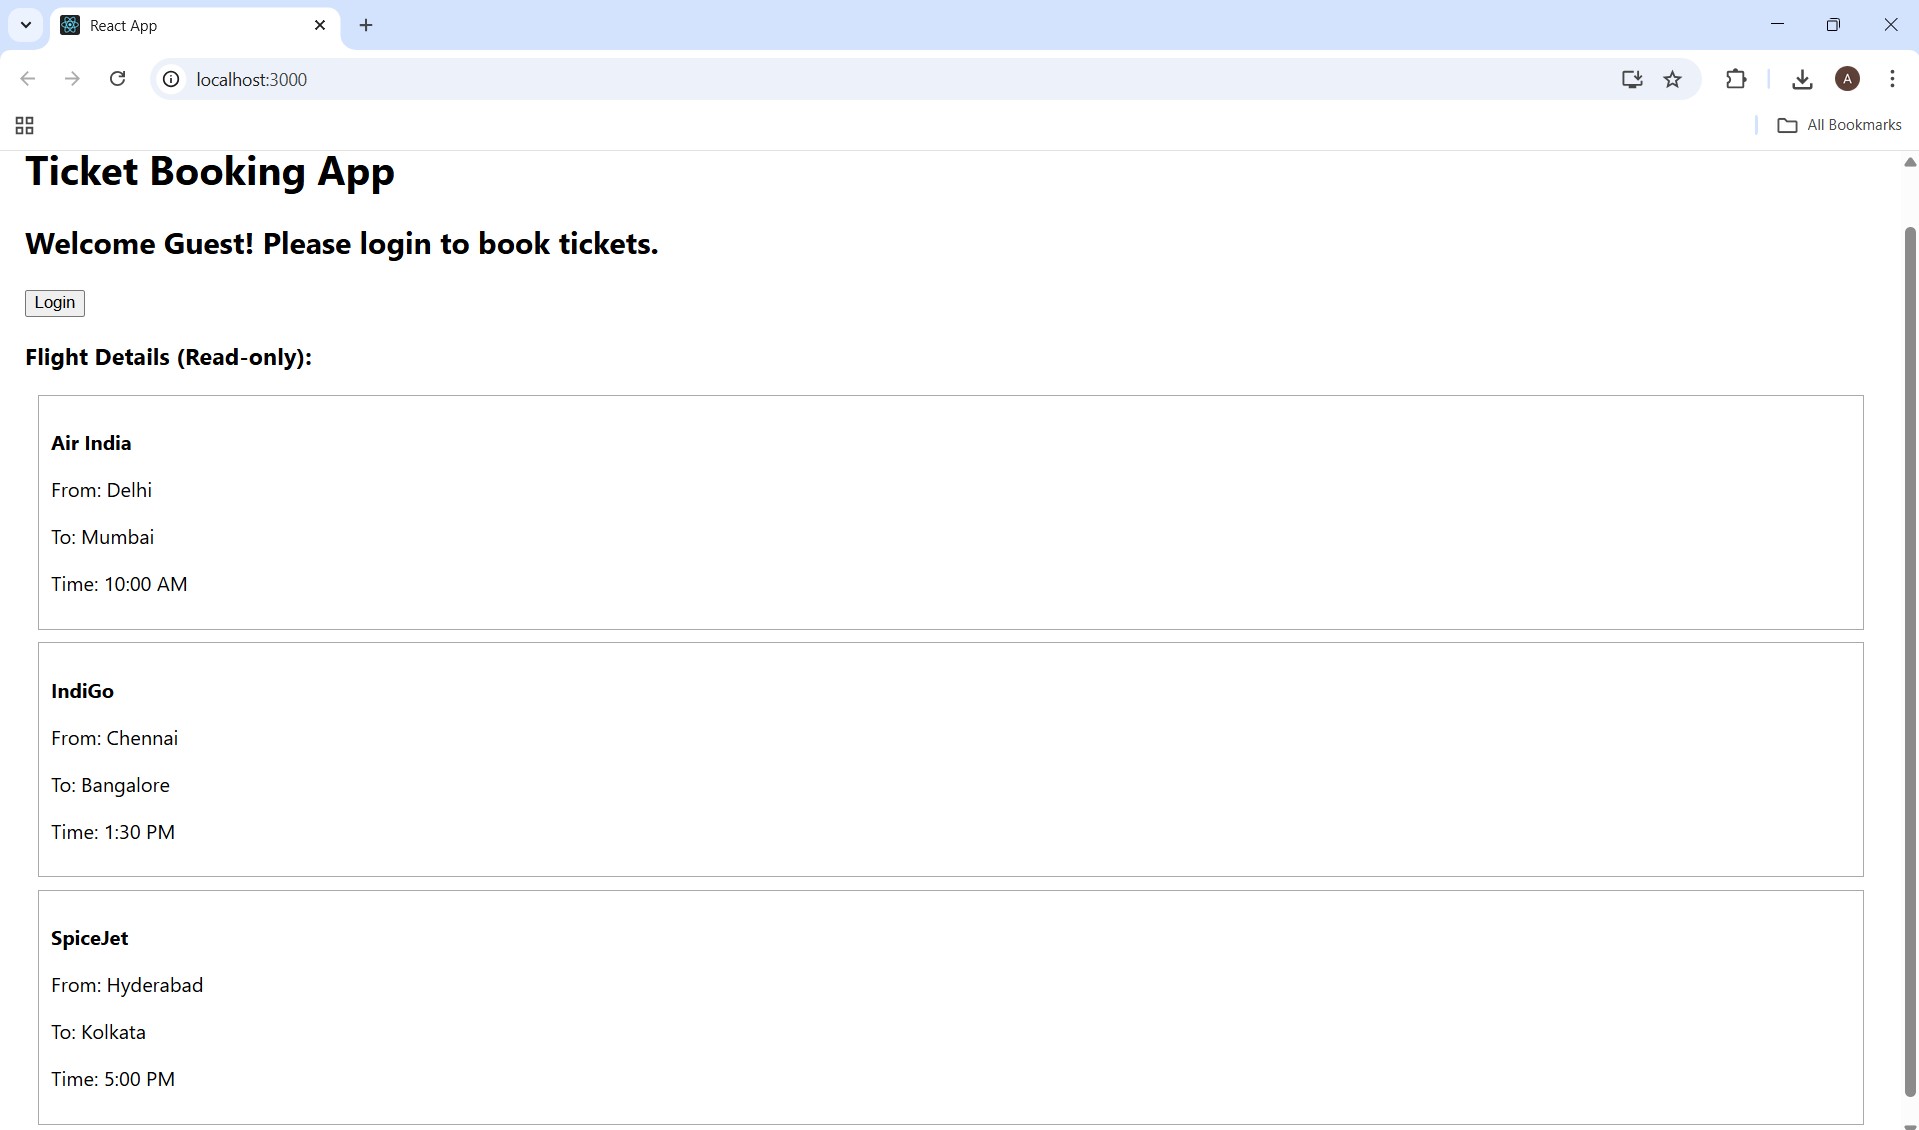 React App
localhost:3000
A
All Bookmarks
Ticket Booking App
Welcome Guest! Please login to book tickets.
Login
Flight Details (Read-only):
Air India
From: Delhi
To: Mumbai
Time: 10:00 AM
IndiGo
From: Chennai
To: Bangalore
Time: 1:30 PM
SpiceJet
From: Hyderabad
To: Kolkata
Time: 5:00 PM